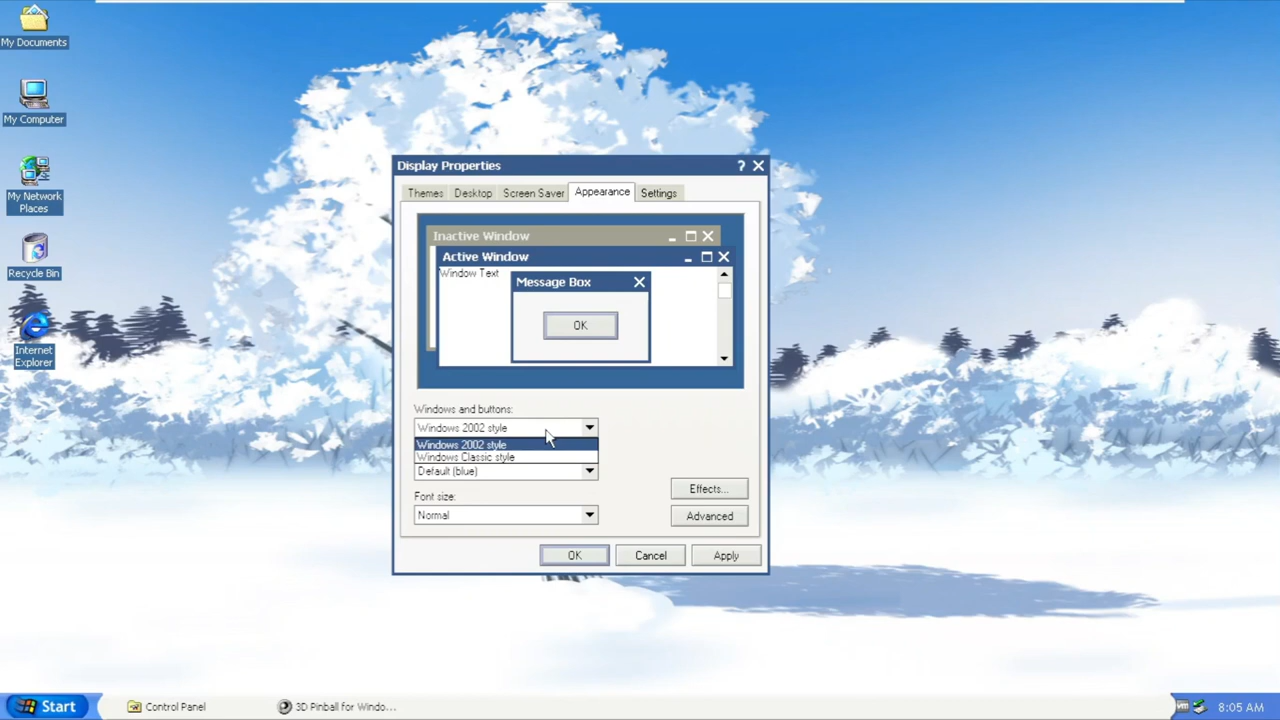 My Documents
My Computer
My Network
Places
Recycle Bin
Internet
Explorer
Display Properties
?
Themes
Desktop
Screen Saver
Appearance
Settings
Inactive Window
Active Window
Window Text
Message Box
OK
Windows and buttons:
Windows 2002 style
Windows 2002 style
Windows Classic style
Default (blue)
Font size:
Normal
Effects...
Advanced
OK
Cancel
Apply
Start
Control Panel
3D Pinball for Windo...
vm
8:05 AM